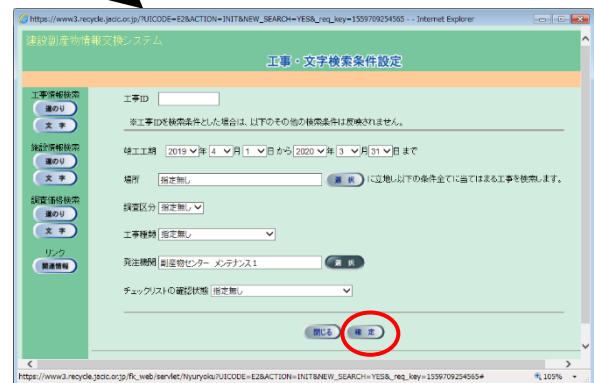 https://www3.recycle.jacic.or.jp/?UICODE=E2&ACTION=INIT&NEW_SEARCH=YES&_req_key=1559709254565 - - Internet Explorer
建設副産物情報交換システム
工事・文字検索条件設定
工事情報検索
道のり
文 字
施設情報検索
道のり
文 字
調査価格検索
道のり
文 字
リンク
関連情報
工事ID
※工事IDを検索条件とした場合は、以下のその他の検索条件は反映されません。
竣工工期 2019 年 4 月 1 日 から 2020 年 3 月 31 日 まで
場所 指定無し 選 択 に立地し以下の条件全てに当てはまる工事を検索します。
調査区分 指定無し
工事種類 指定無し
発注機関 副産物センター メンテナンス1 選 択
チェックリストの確認状態 指定無し
閉じる 確 定
https://www3.recycle.jacic.or.jp/fk_web/servlet/Nyuryoku?UICODE=E2&ACTION=INIT&NEW_SEARCH=YES&_req_key=1559709254565# 105%